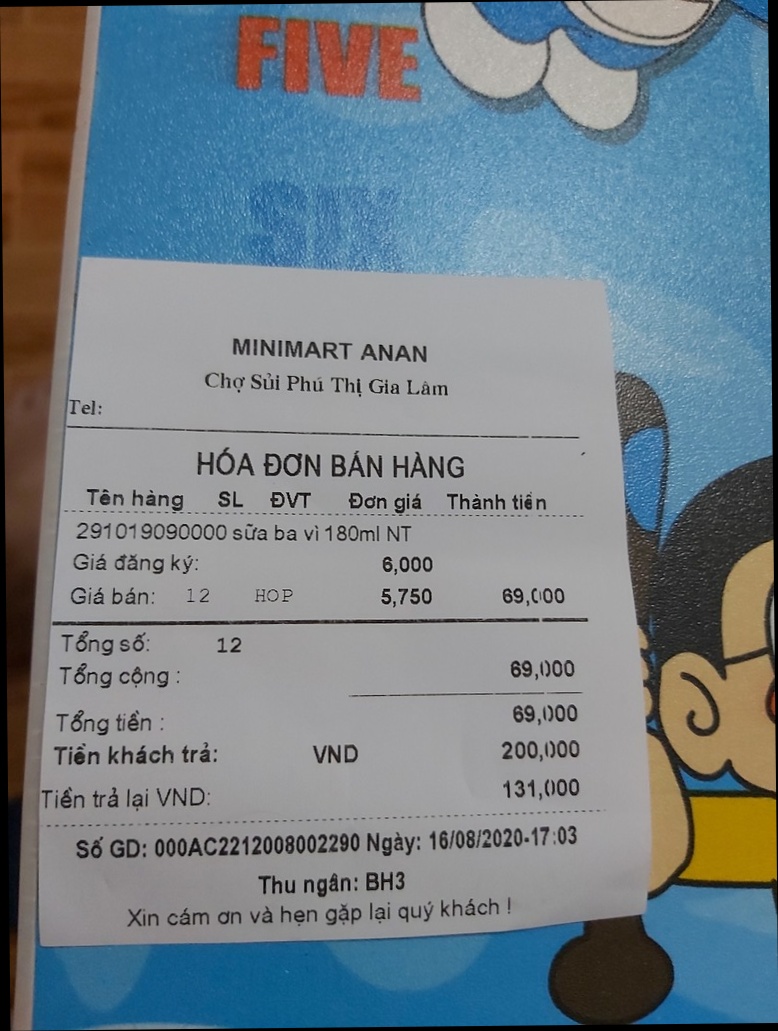 FIVE
SIX
MINIMART ANAN
Chợ Sủi Phú Thị Gia Lâm
Tel:
HÓA ĐƠN BÁN HÀNG
Tên hàng SL ĐVT Đơn giá Thành tiền
291019090000 sữa ba vì 180ml NT
Giá đăng ký: 6,000
Giá bán: 12 HOP 5,750 69,000
Tổng số: 12
Tổng cộng : 69,000
Tổng tiền : 69,000
Tiền khách trả: VND 200,000
Tiền trả lại VND: 131,000
Số GD: 000AC2212008002290 Ngày: 16/08/2020-17:03
Thu ngân: BH3
Xin cám ơn và hẹn gặp lại quý khách !